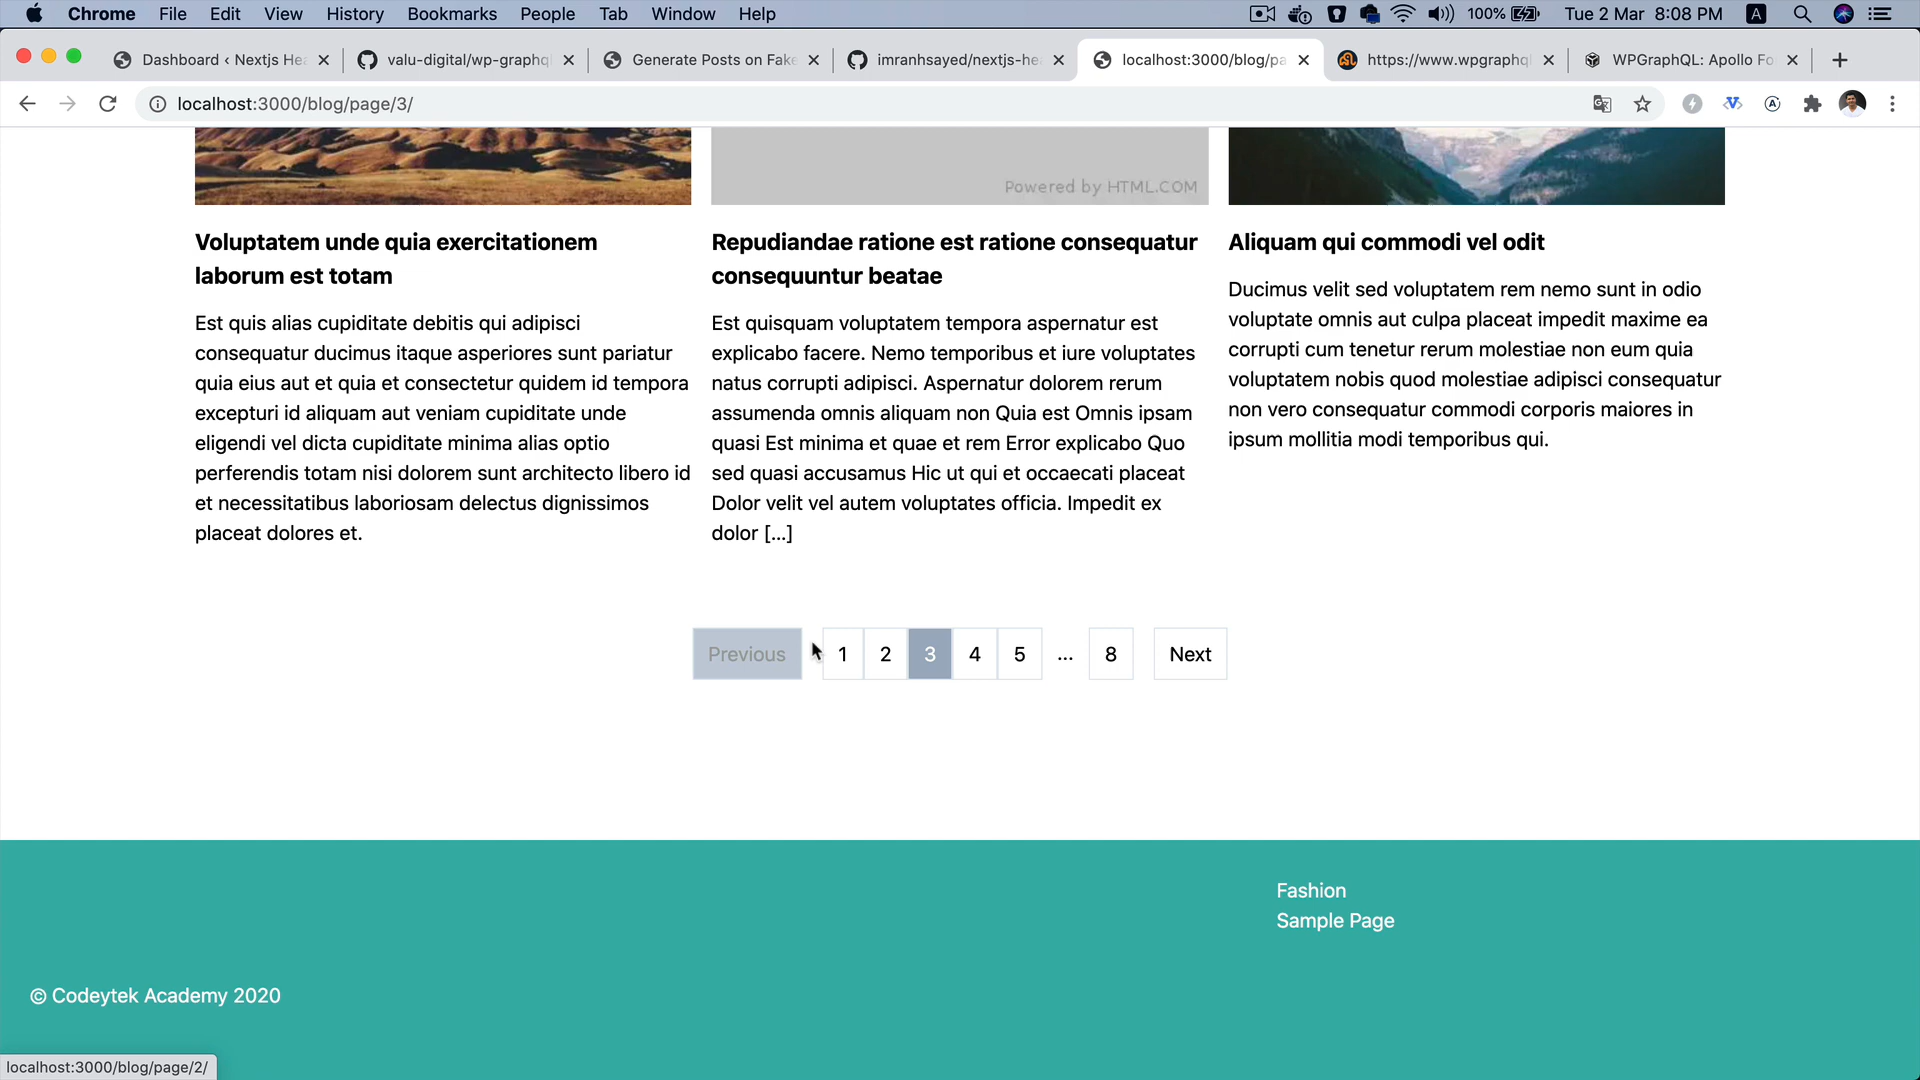 Chrome File Edit View History Bookmarks People Tab Window Help 100% Tue 2 Mar 8:08 PM A
Dashboard ‹ Nextjs Hea valu-digital/wp-graphql Generate Posts on Fake imranhsayed/nextjs-hea localhost:3000/blog/pa https://www.wpgraphql WPGraphQL: Apollo Fo
localhost:3000/blog/page/3/
Powered by HTML.COM
Voluptatem unde quia exercitationem
laborum est totam
Est quis alias cupiditate debitis qui adipisci
consequatur ducimus itaque asperiores sunt pariatur
quia eius aut et quia et consectetur quidem id tempora
excepturi id aliquam aut veniam cupiditate unde
eligendi vel dicta cupiditate minima alias optio
perferendis totam nisi dolorem sunt architecto libero id
et necessitatibus laboriosam delectus dignissimos
placeat dolores et.
Repudiandae ratione est ratione consequatur
consequuntur beatae
Est quisquam voluptatem tempora aspernatur est
explicabo facere. Nemo temporibus et iure voluptates
natus corrupti adipisci. Aspernatur dolorem rerum
assumenda omnis aliquam non Quia est Omnis ipsam
quasi Est minima et quae et rem Error explicabo Quo
sed quasi accusamus Hic ut qui et occaecati placeat
Dolor velit vel autem voluptates officia. Impedit ex
dolor [...]
Aliquam qui commodi vel odit
Ducimus velit sed voluptatem rem nemo sunt in odio
voluptate omnis aut culpa placeat impedit maxime ea
corrupti cum tenetur rerum molestiae non eum quia
voluptatem nobis quod molestiae adipisci consequatur
non vero consequatur commodi corporis maiores in
ipsum mollitia modi temporibus qui.
Previous 1 2 3 4 5 ... 8 Next
Fashion
Sample Page
© Codeytek Academy 2020
localhost:3000/blog/page/2/